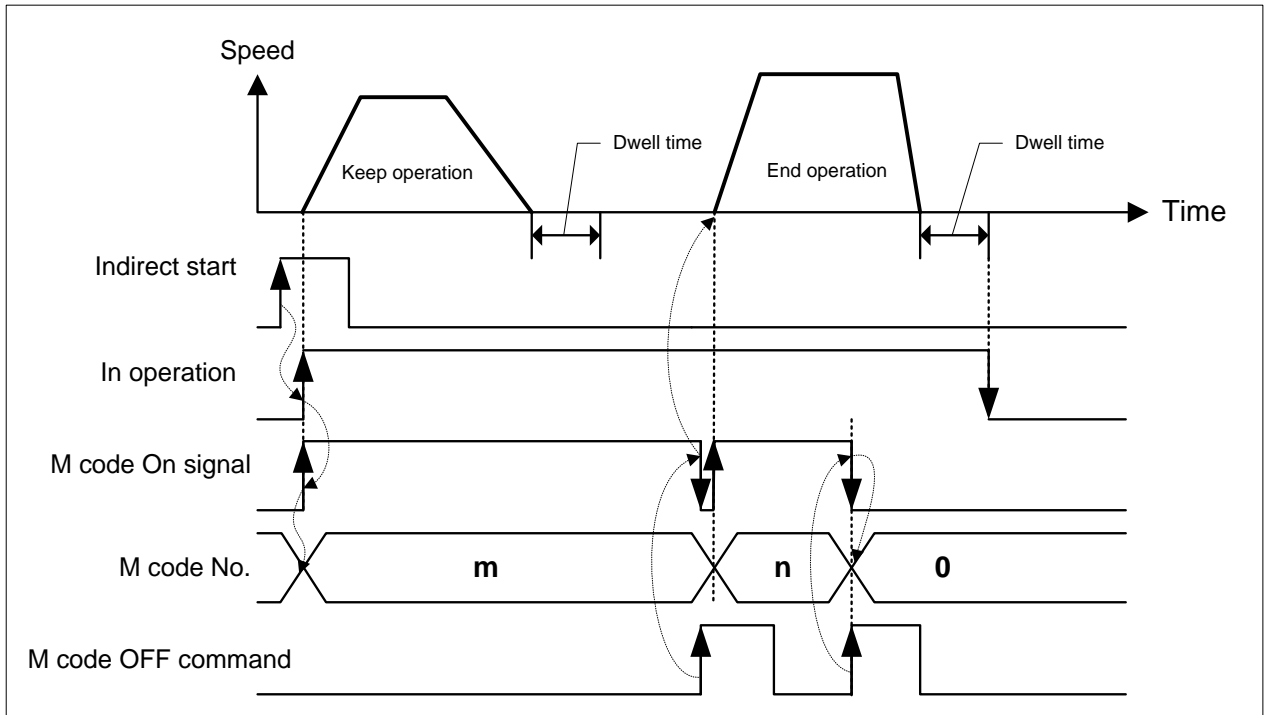 Speed
Dwell time
Dwell time
Keep operation
End operation
Time
Indirect start
In operation
M code On signal
M code No.
m
n
0
M code OFF command